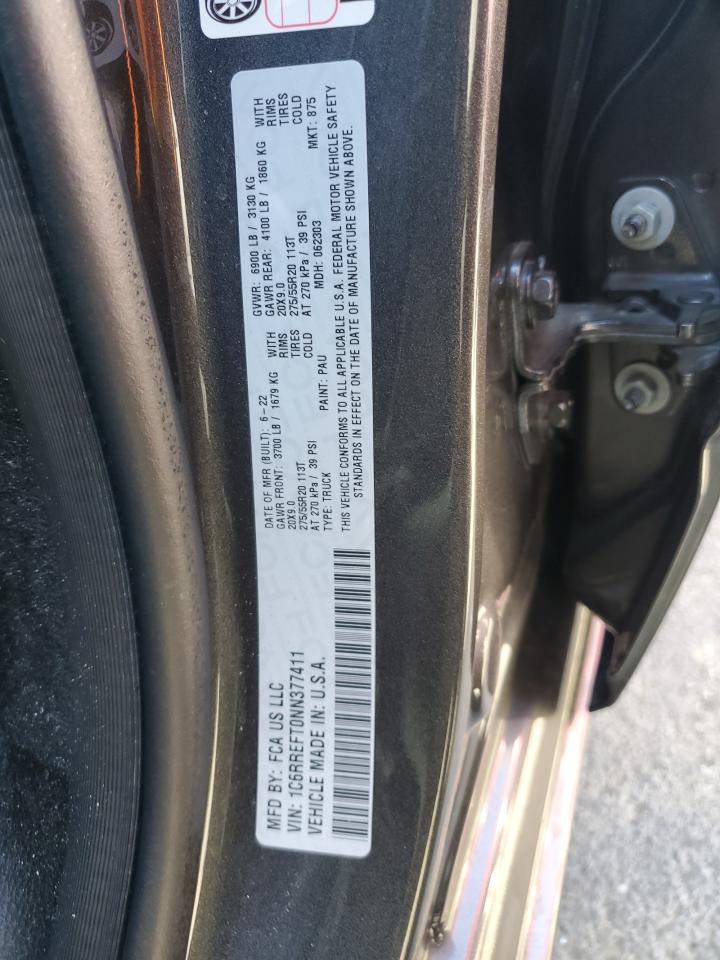 MFD BY: FCA US LLC
VIN: 1C6RREFT0NN377411
VEHICLE MADE IN: U.S.A.
DATE OF MFR (BUILT): 6-22 GVWR: 6900 LB / 3130 KG
GAWR FRONT: 3700 LB / 1679 KG WITH GAWR REAR: 4100 LB / 1860 KG WITH
20X9.0 RIMS 20X9.0 RIMS
275/55R20 113T TIRES 275/55R20 113T TIRES
AT 270 kPa / 39 PSI COLD AT 270 kPa / 39 PSI COLD
TYPE: TRUCK PAINT: PAU MDH: 062303 MKT: 875
THIS VEHICLE CONFORMS TO ALL APPLICABLE U.S.A. FEDERAL MOTOR VEHICLE SAFETY
STANDARDS IN EFFECT ON THE DATE OF MANUFACTURE SHOWN ABOVE.